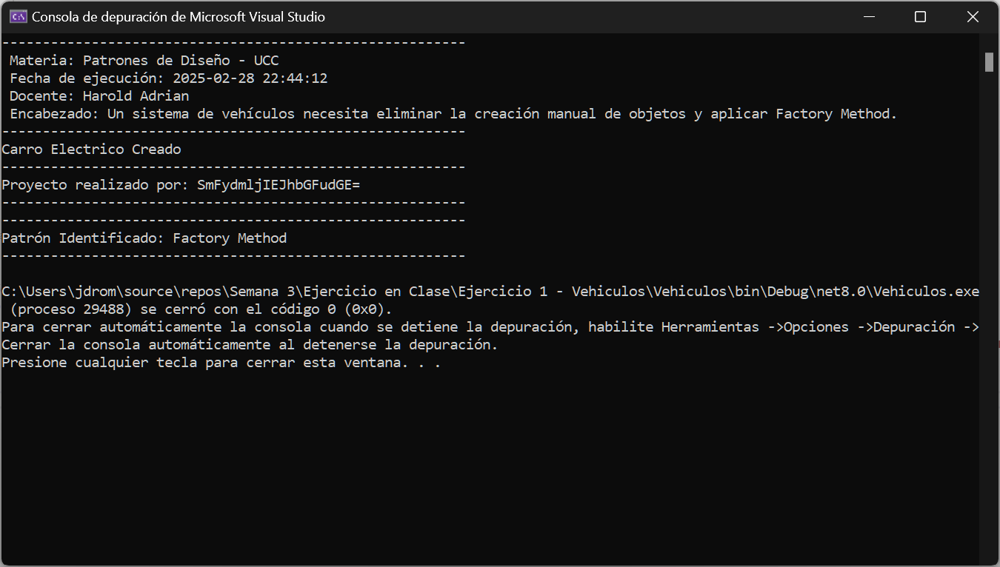 Consola de depuración de Microsoft Visual Studio
---------------------------------------------------------
Materia: Patrones de Diseño - UCC
Fecha de ejecución: 2025-02-28 22:44:12
Docente: Harold Adrian
Encabezado: Un sistema de vehículos necesita eliminar la creación manual de objetos y aplicar Factory Method.
---------------------------------------------------------
Carro Electrico Creado
---------------------------------------------------------
Proyecto realizado por: SmFydmljIEJhbGFudGE=
---------------------------------------------------------
---------------------------------------------------------
Patrón Identificado: Factory Method
---------------------------------------------------------
C:\Users\jdrom\source\repos\Semana 3\Ejercicio en Clase\Ejercicio 1 - Vehiculos\Vehiculos\bin\Debug\net8.0\Vehiculos.exe
(proceso 29488) se cerró con el código 0 (0x0).
Para cerrar automáticamente la consola cuando se detiene la depuración, habilite Herramientas ->Opciones ->Depuración ->
Cerrar la consola automáticamente al detenerse la depuración.
Presione cualquier tecla para cerrar esta ventana. . .